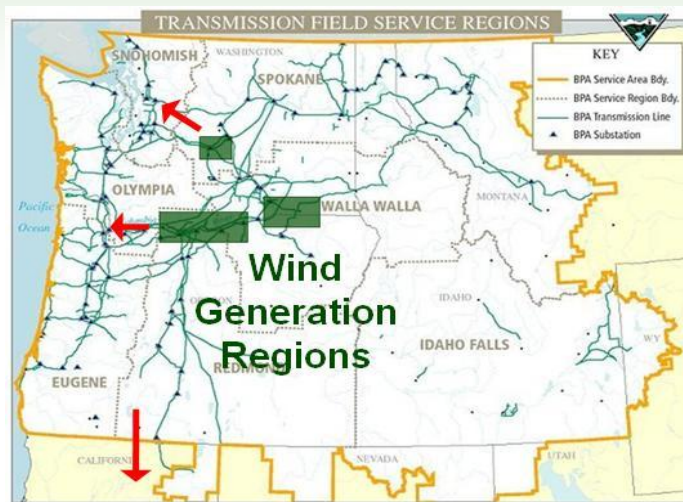 TRANSMISSION FIELD SERVICE REGIONS
KEY
BPA Service Area Bdy.
BPA Service Region Bdy.
BPA Transmission Line
BPA Substation
SNOHOMISH
WASHINGTON
SPOKANE
OLYMPIA
WALLA WALLA
MONTANA
Pacific
Ocean
Wind
Generation
Regions
OREGON
IDAHO
WY
IDAHO FALLS
REDMOND
EUGENE
CALIFORNIA
NEVADA
UTAH